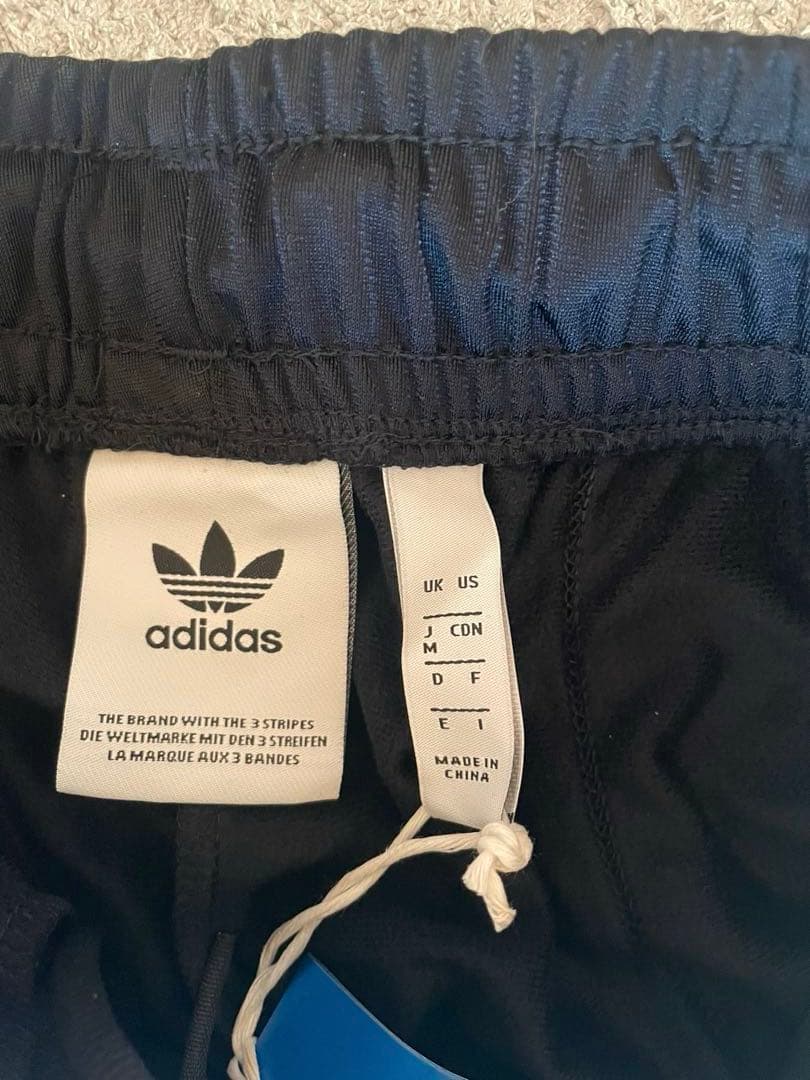 adidas
THE BRAND WITH THE 3 STRIPES
DIE WELTMARKE MIT DEN 3 STREIFEN
LA MARQUE AUX 3 BANDES
UK US
J CDN
M
D F
E I
MADE IN
CHINA